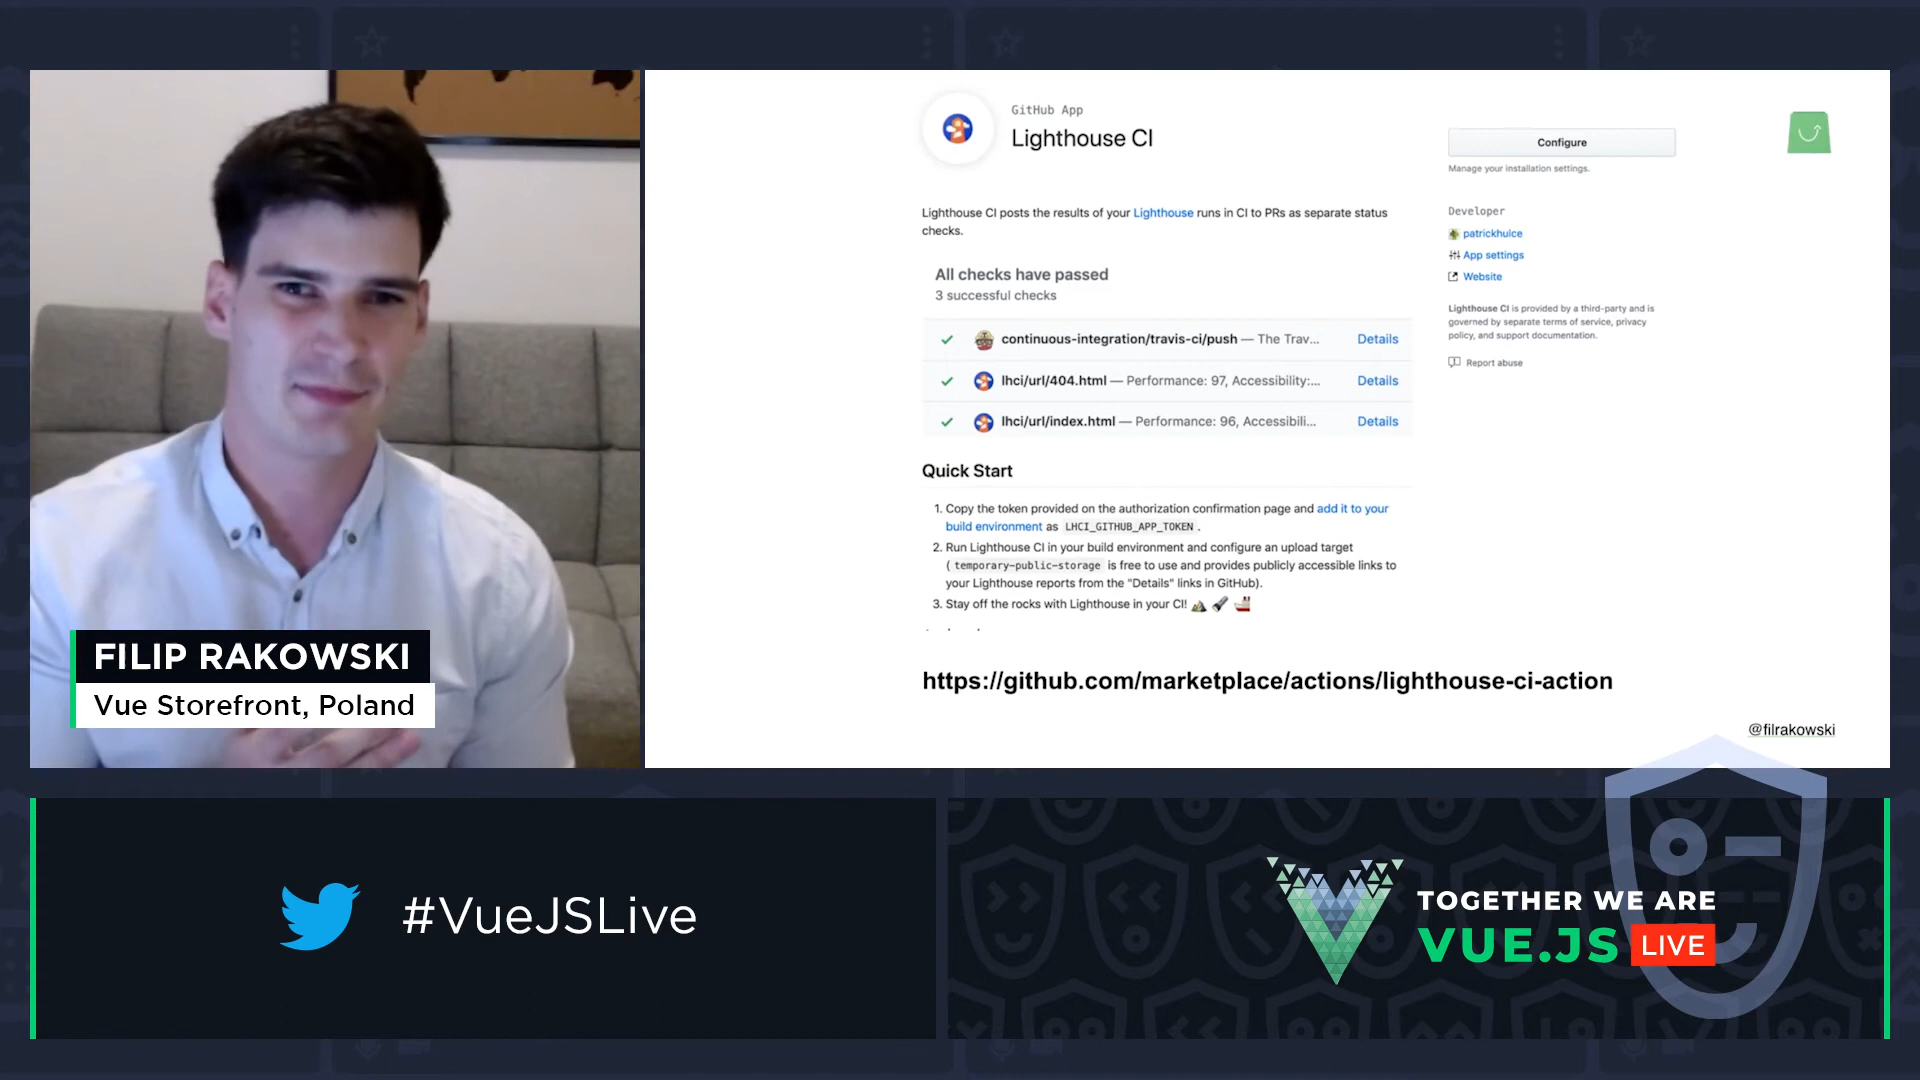 GitHub App
Lighthouse CI
Configure
Manage your installation settings.
Lighthouse CI posts the results of your Lighthouse runs in CI to PRs as separate status
checks.
Developer
patrickhulce
App settings
Website
Lighthouse CI is provided by a third-party and is
governed by separate terms of service, privacy
policy, and support documentation.
Report abuse
All checks have passed
3 successful checks
continuous-integration/travis-ci/push — The Trav... Details
lhci/url/404.html — Performance: 97, Accessibility:... Details
lhci/url/index.html — Performance: 96, Accessibili... Details
Quick Start
1. Copy the token provided on the authorization confirmation page and add it to your
build environment as LHCI_GITHUB_APP_TOKEN .
2. Run Lighthouse CI in your build environment and configure an upload target
( temporary-public-storage is free to use and provides publicly accessible links to
your Lighthouse reports from the "Details" links in GitHub).
3. Stay off the rocks with Lighthouse in your CI!
https://github.com/marketplace/actions/lighthouse-ci-action
@filrakowski
FILIP RAKOWSKI
Vue Storefront, Poland
#VueJSLive
TOGETHER WE ARE
VUE.JS LIVE